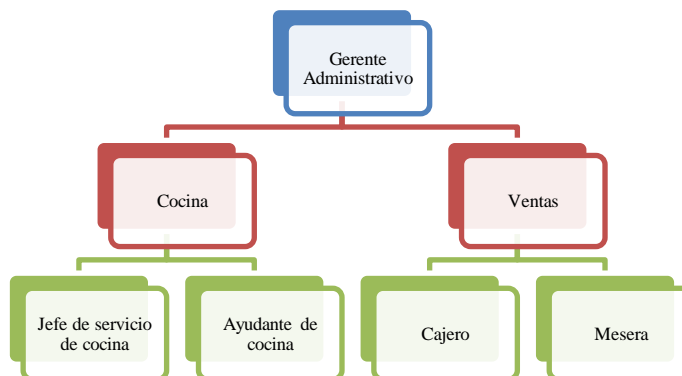 Gerente
Administrativo
Cocina
Ventas
Jefe de servicio
de cocina
Ayudante de
cocina
Cajero
Mesera